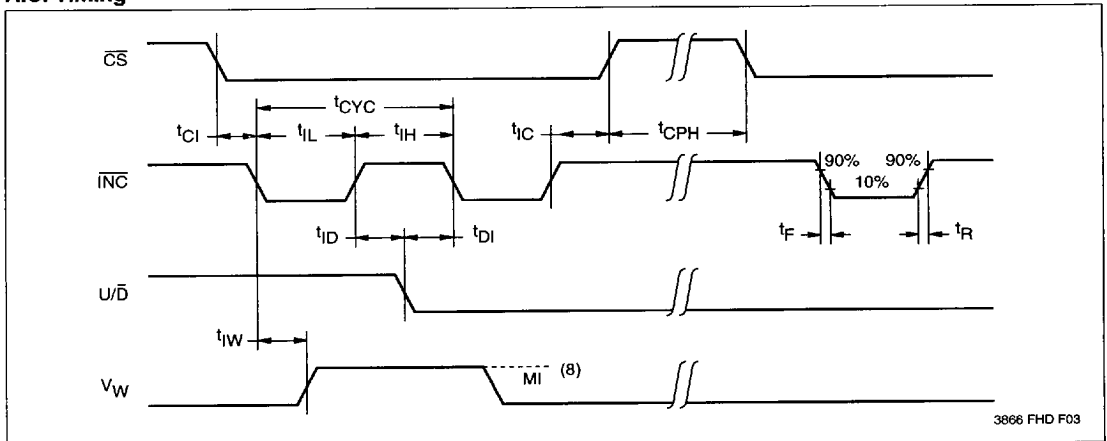 CS
tCYC
tCI
tIL
tIH
tIC
tCPH
INC
90%
90%
10%
tID
tDI
tF
tR
U/D̅
tIW
VW
MI
(8)
3866 FHD F03